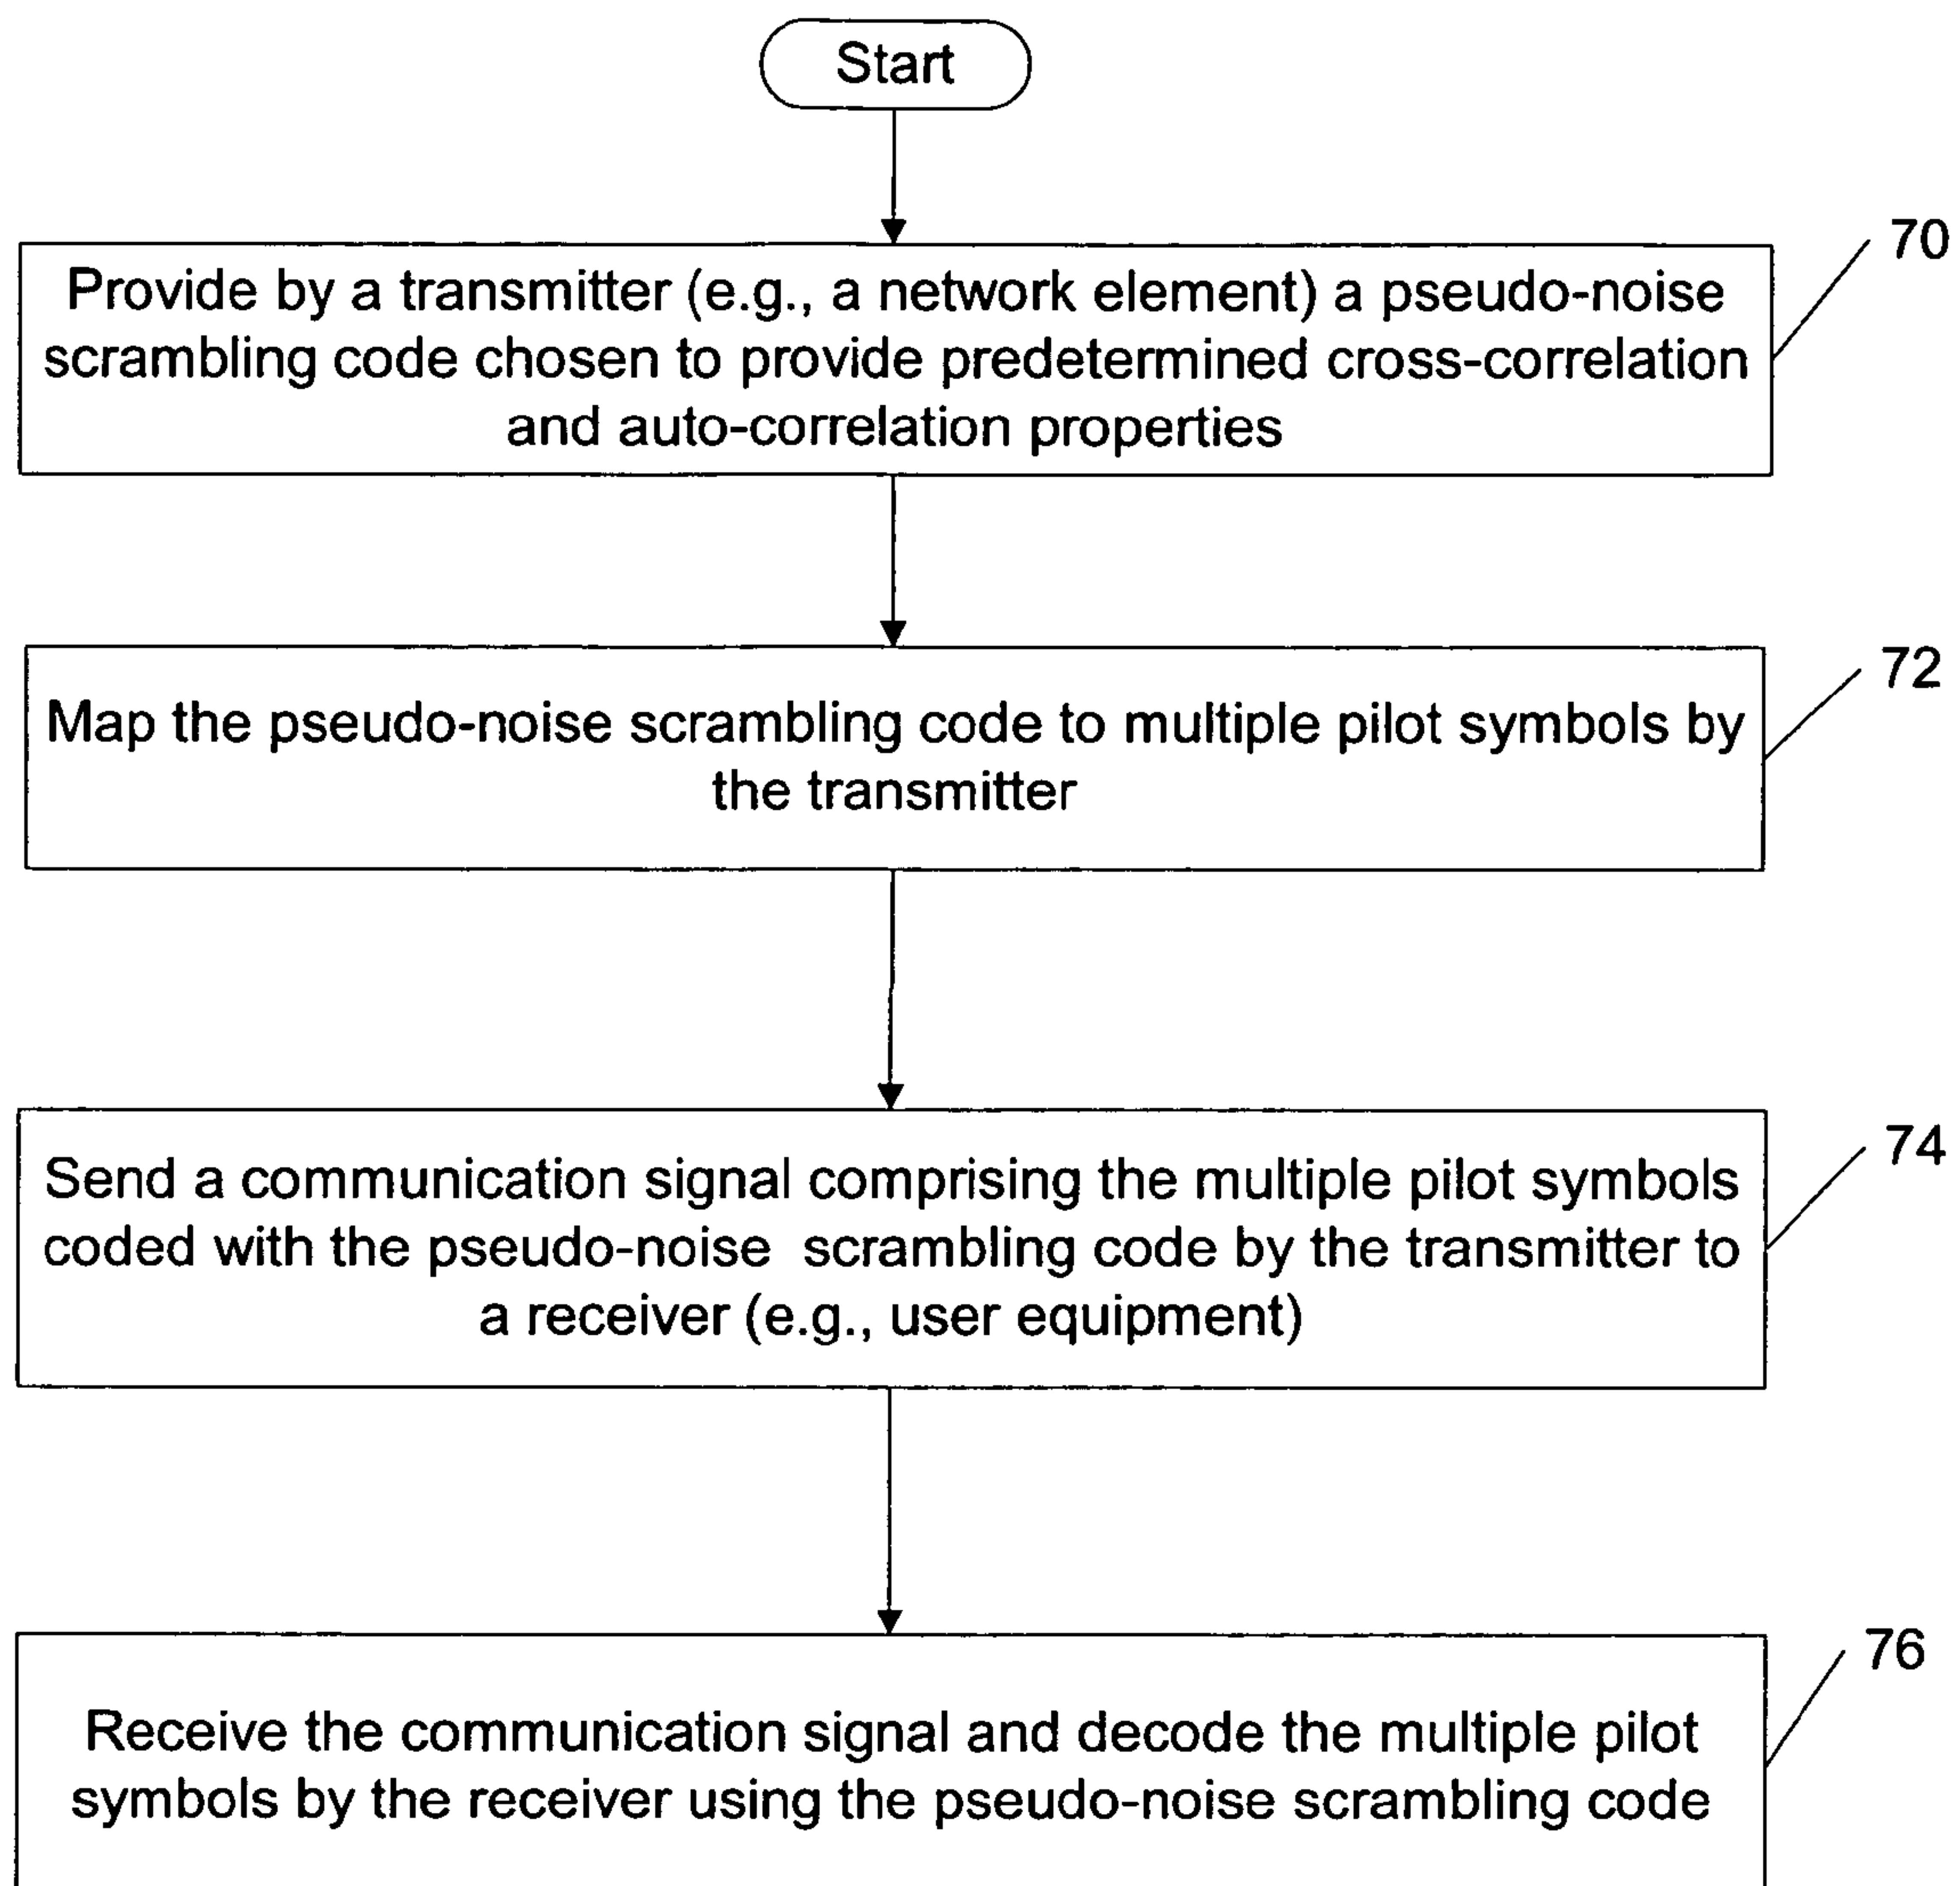 Start
70
Provide by a transmitter (e.g., a network element) a pseudo-noise
scrambling code chosen to provide predetermined cross-correlation
and auto-correlation properties
72
Map the pseudo-noise scrambling code to multiple pilot symbols by
the transmitter
74
Send a communication signal comprising the multiple pilot symbols
coded with the pseudo-noise scrambling code by the transmitter to
a receiver (e.g., user equipment)
76
Receive the communication signal and decode the multiple pilot
symbols by the receiver using the pseudo-noise scrambling code